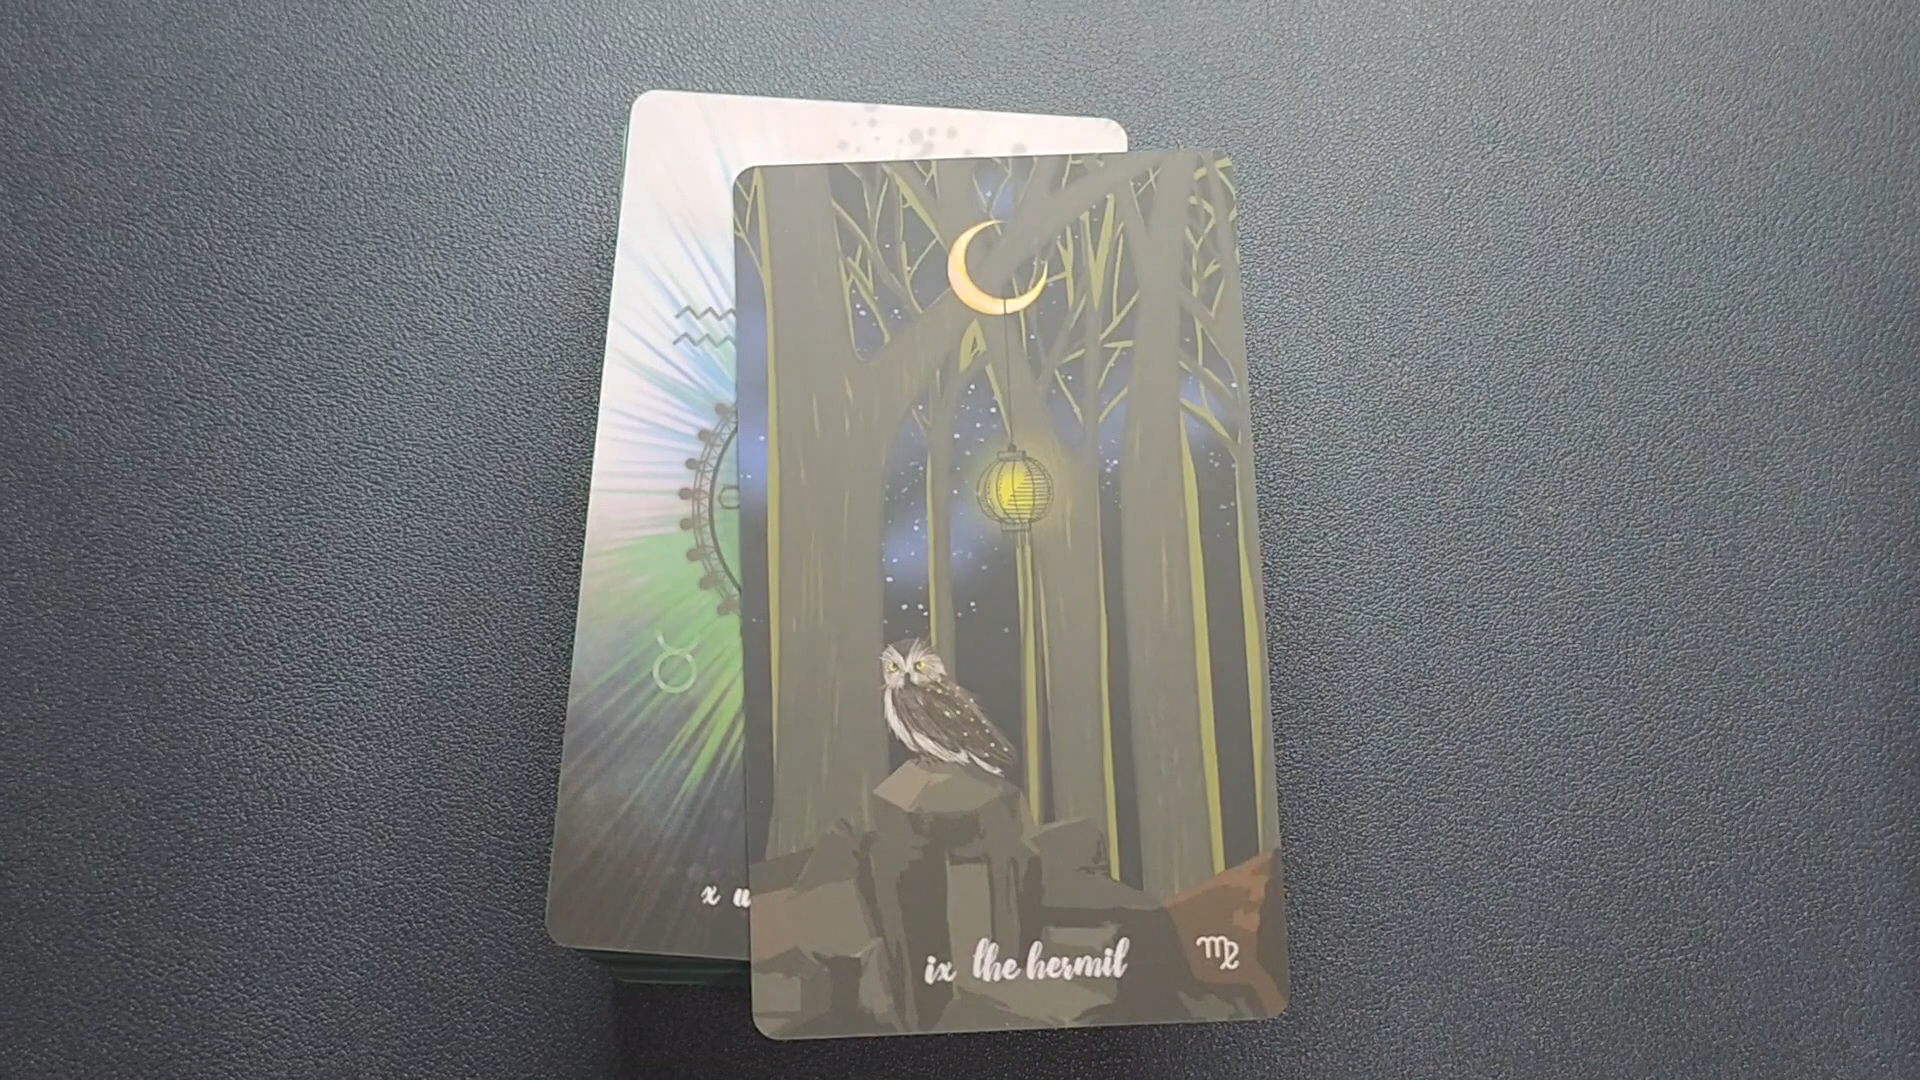 x
ix the hermit